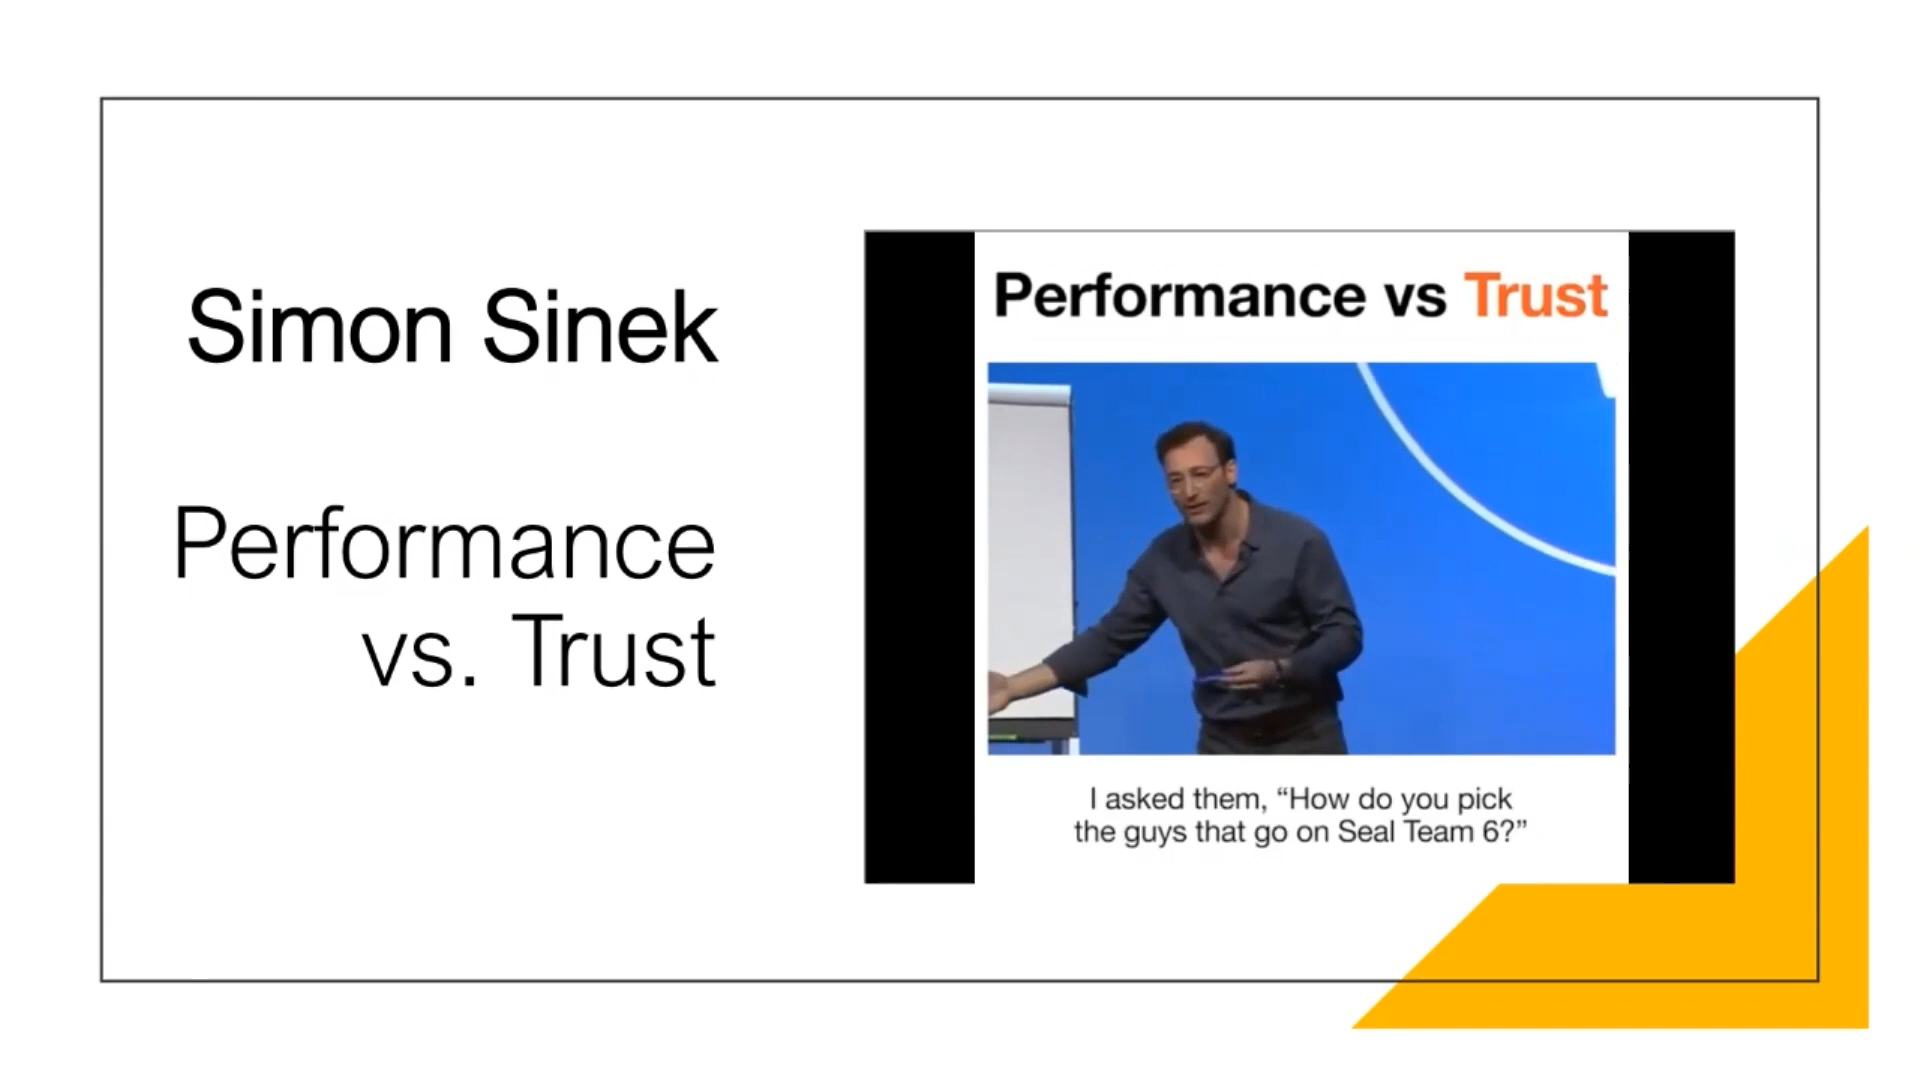 Simon Sinek
Performance
vs. Trust
Performance vs Trust
I asked them, “How do you pick
the guys that go on Seal Team 6?”